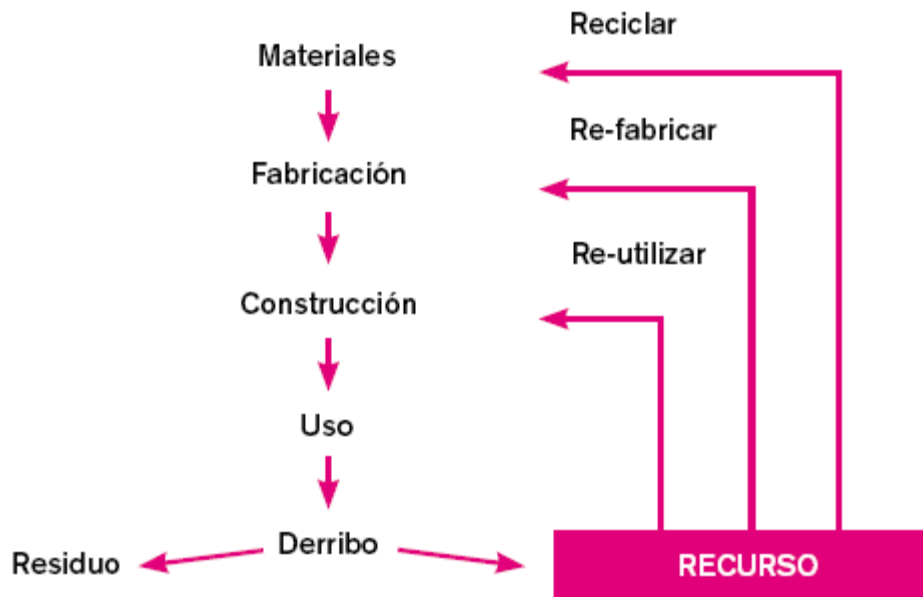 Reciclar
Materiales
Re-fabricar
Fabricación
Re-utilizar
Construcción
Uso
Derribo
Residuo
RECURSO